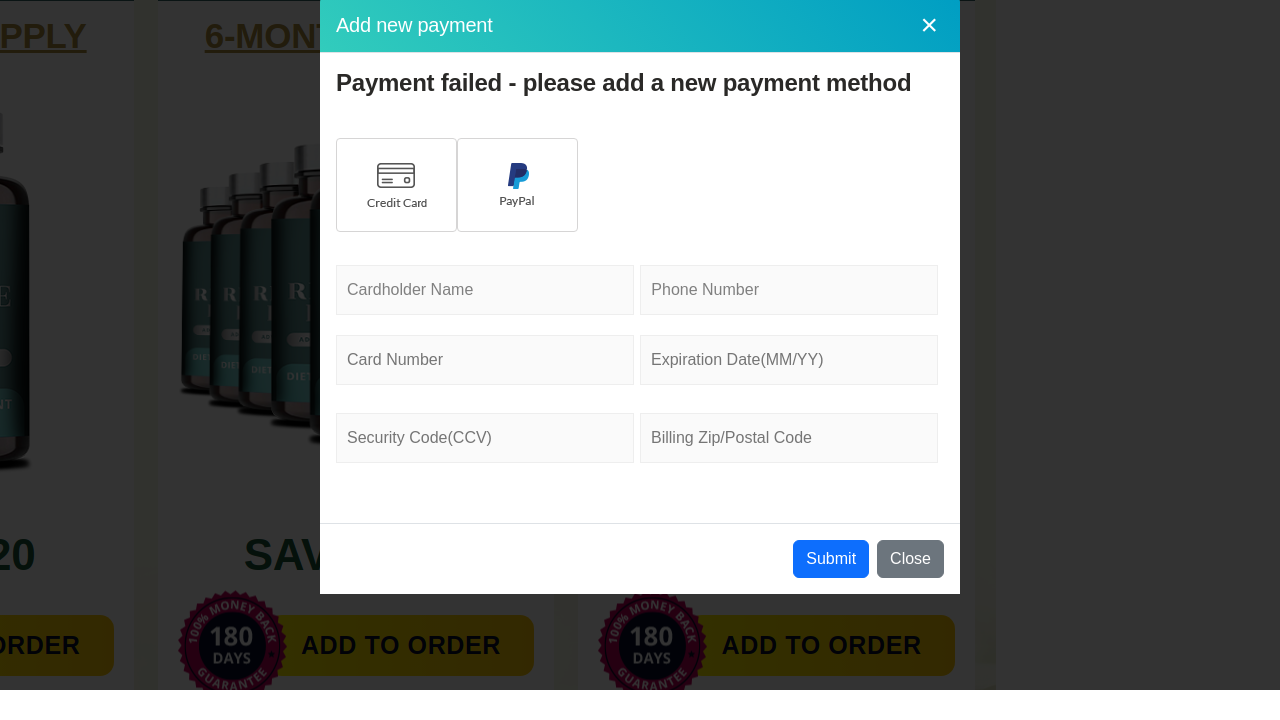 Add new payment
×
Payment failed - please add a new payment method
Credit Card
PayPal
Cardholder Name
Phone Number
Card Number
Expiration Date(MM/YY)
Security Code(CCV)
Billing Zip/Postal Code
Submit
Close
PPLY
6-MONT
20
SAV
ORDER
100% MONEY BACK
180
DAYS
GUARANTEE
ADD TO ORDER
100% MONEY BACK
180
DAYS
GUARANTEE
ADD TO ORDER